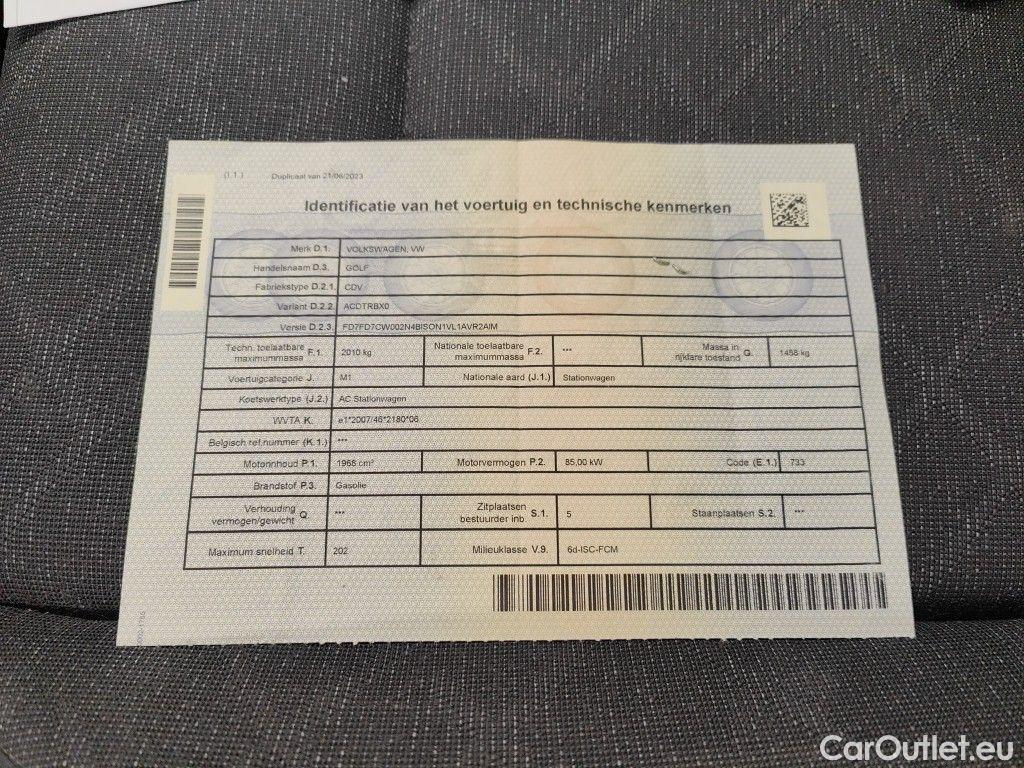 (I.1.) Duplicaat van 21/06/2023
Identificatie van het voertuig en technische kenmerken
Merk D.1. VOLKSWAGEN, VW
Handelsnaam D.3. GOLF
Fabriekstype D.2.1. CDV
Variant D.2.2. ACDTRBX0
Versie D.2.3. FD7FD7CW002N4BISON1VL1AVR2AIM
Techn. toelaatbare maximummassa F.1. 2010 kg Nationale toelaatbare maximummassa F.2. *** Massa in rijklare toestand G. 1458 kg
Voertuigcategorie J. M1 Nationale aard (J.1.) Stationwagen
Koetswerktype (J.2.) AC Stationwagen
WVTA K. e1*2007/46*2180*06
Belgisch ref.nummer (K.1.) ***
Motorinhoud P.1. 1968 cm³ Motorvermogen P.2. 85,00 kW Code (E.1.) 733
Brandstof P.3. Gasolie
Verhouding vermogen/gewicht Q. *** Zitplaatsen bestuurder inb. S.1. 5 Staanplaatsen S.2. ***
Maximum snelheid T. 202 Milieuklasse V.9. 6d-ISC-FCM
CarOutlet.eu